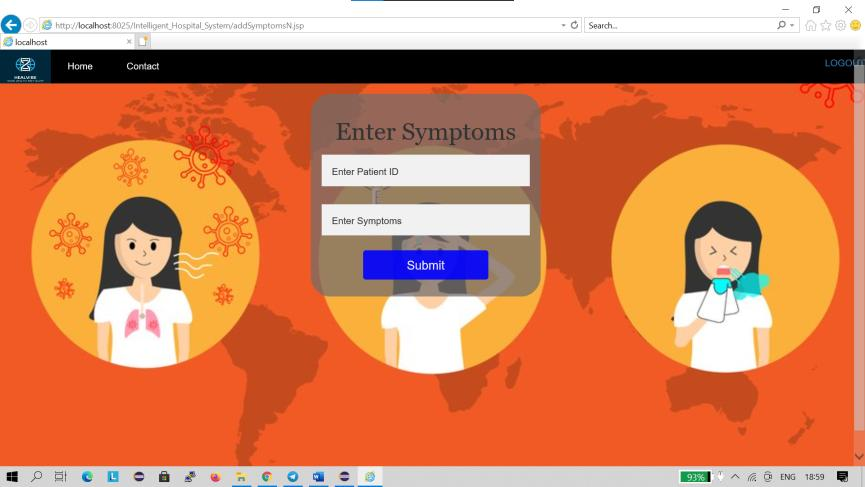 http://localhost:8025/Intelligent_Hospital_System/addSymptomsN.jsp
Search...
localhost
HEALVIBE
Home
Contact
LOGOUT
Enter Symptoms
Enter Patient ID
Enter Symptoms
Submit
93%
ENG
18:59